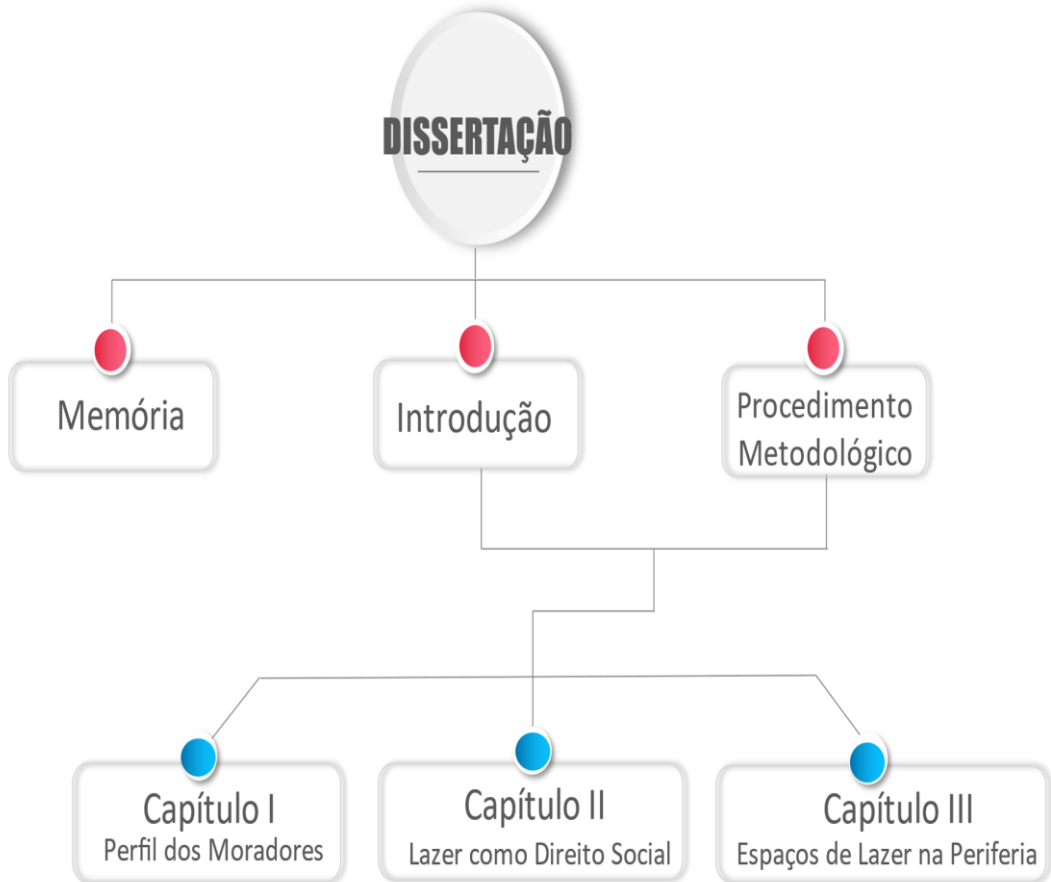 DISSERTAÇÃO
Memória
Introdução
Procedimento
Metodológico
Capítulo I
Perfil dos Moradores
Capítulo II
Lazer como Direito Social
Capítulo III
Espaços de Lazer na Periferia